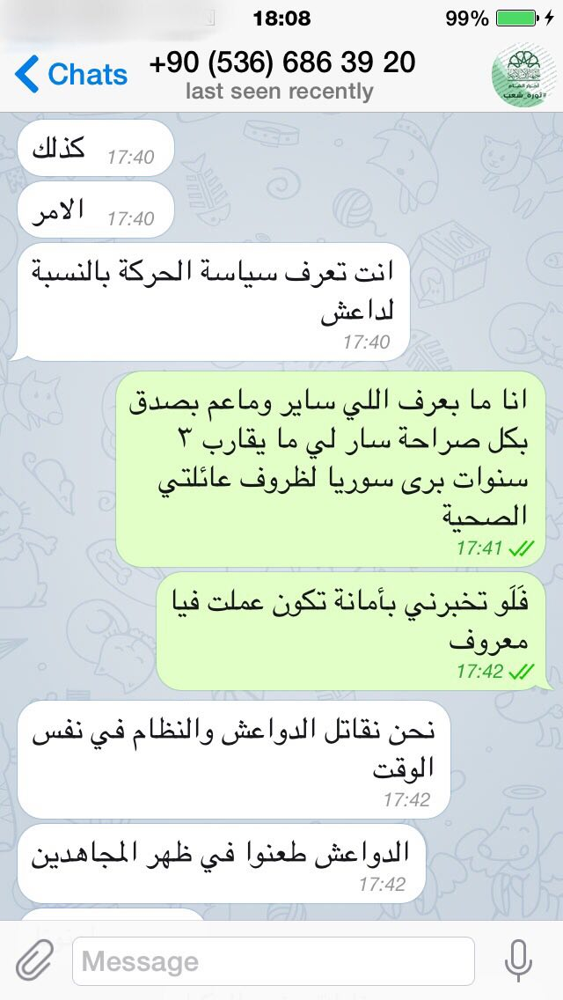 18:08
99%
Chats
+90 (536) 686 39 20
last seen recently
#ثورة_شعب
كذلك
17:40
الامر
17:40
انت تعرف سياسة الحركة بالنسبة
لداعش
17:40
انا ما بعرف اللي ساير وماعم بصدق
بكل صراحة سار لي ما يقارب ٣
سنوات برى سوريا لظروف عائلتي
الصحية
17:41
فَلَو تخبرني بأمانة تكون عملت فيا
معروف
17:42
نحن نقاتل الدواعش والنظام في نفس
الوقت
17:42
الدواعش طعنوا في ظهر المجاهدين
17:42
Message